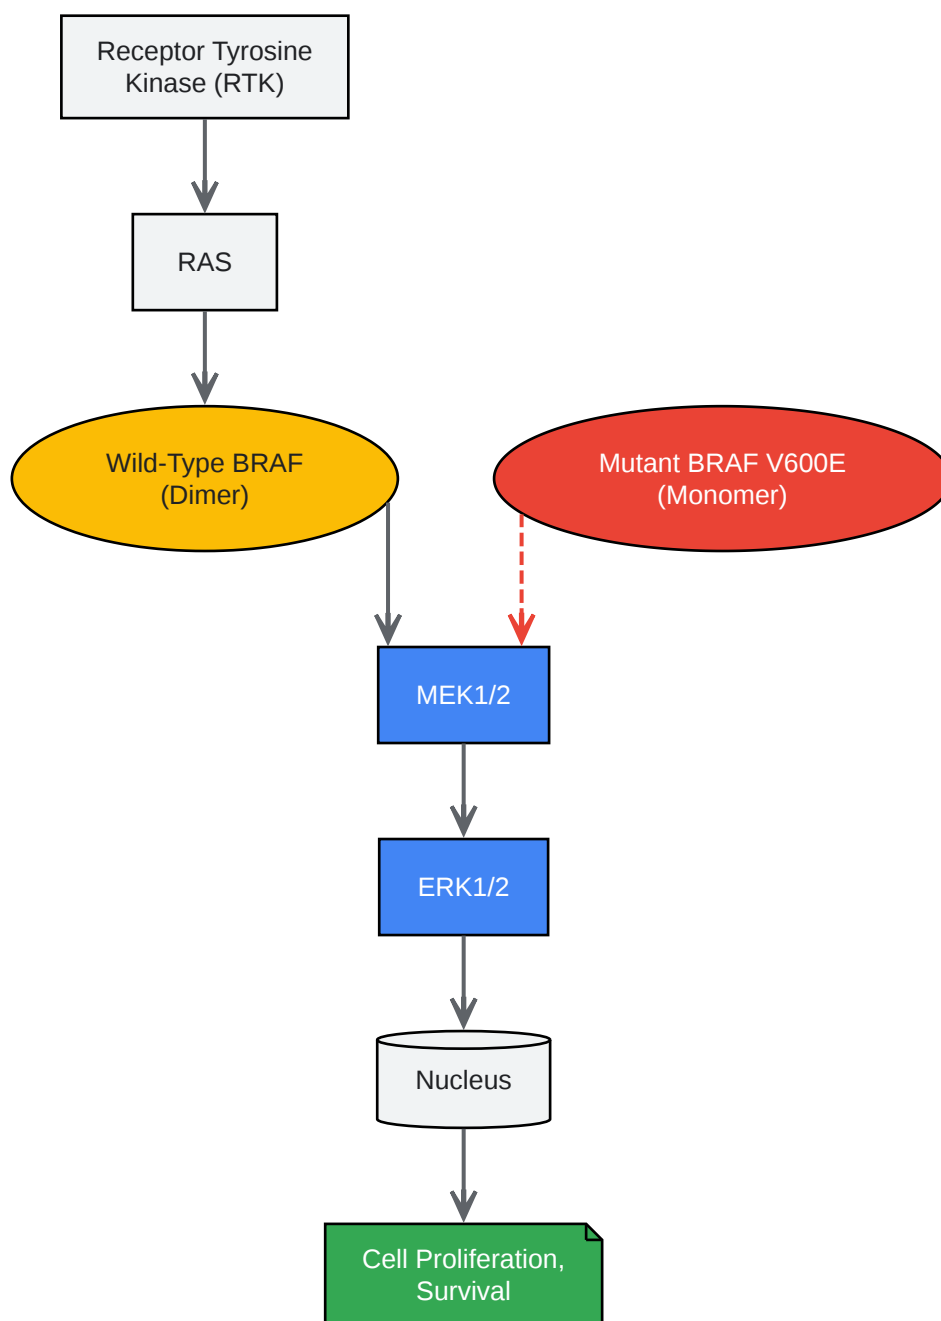 Receptor Tyrosine
Kinase (RTK)
RAS
Wild-Type BRAF
(Dimer)
Mutant BRAF V600E
(Monomer)
MEK1/2
ERK1/2
Nucleus
Cell Proliferation,
Survival